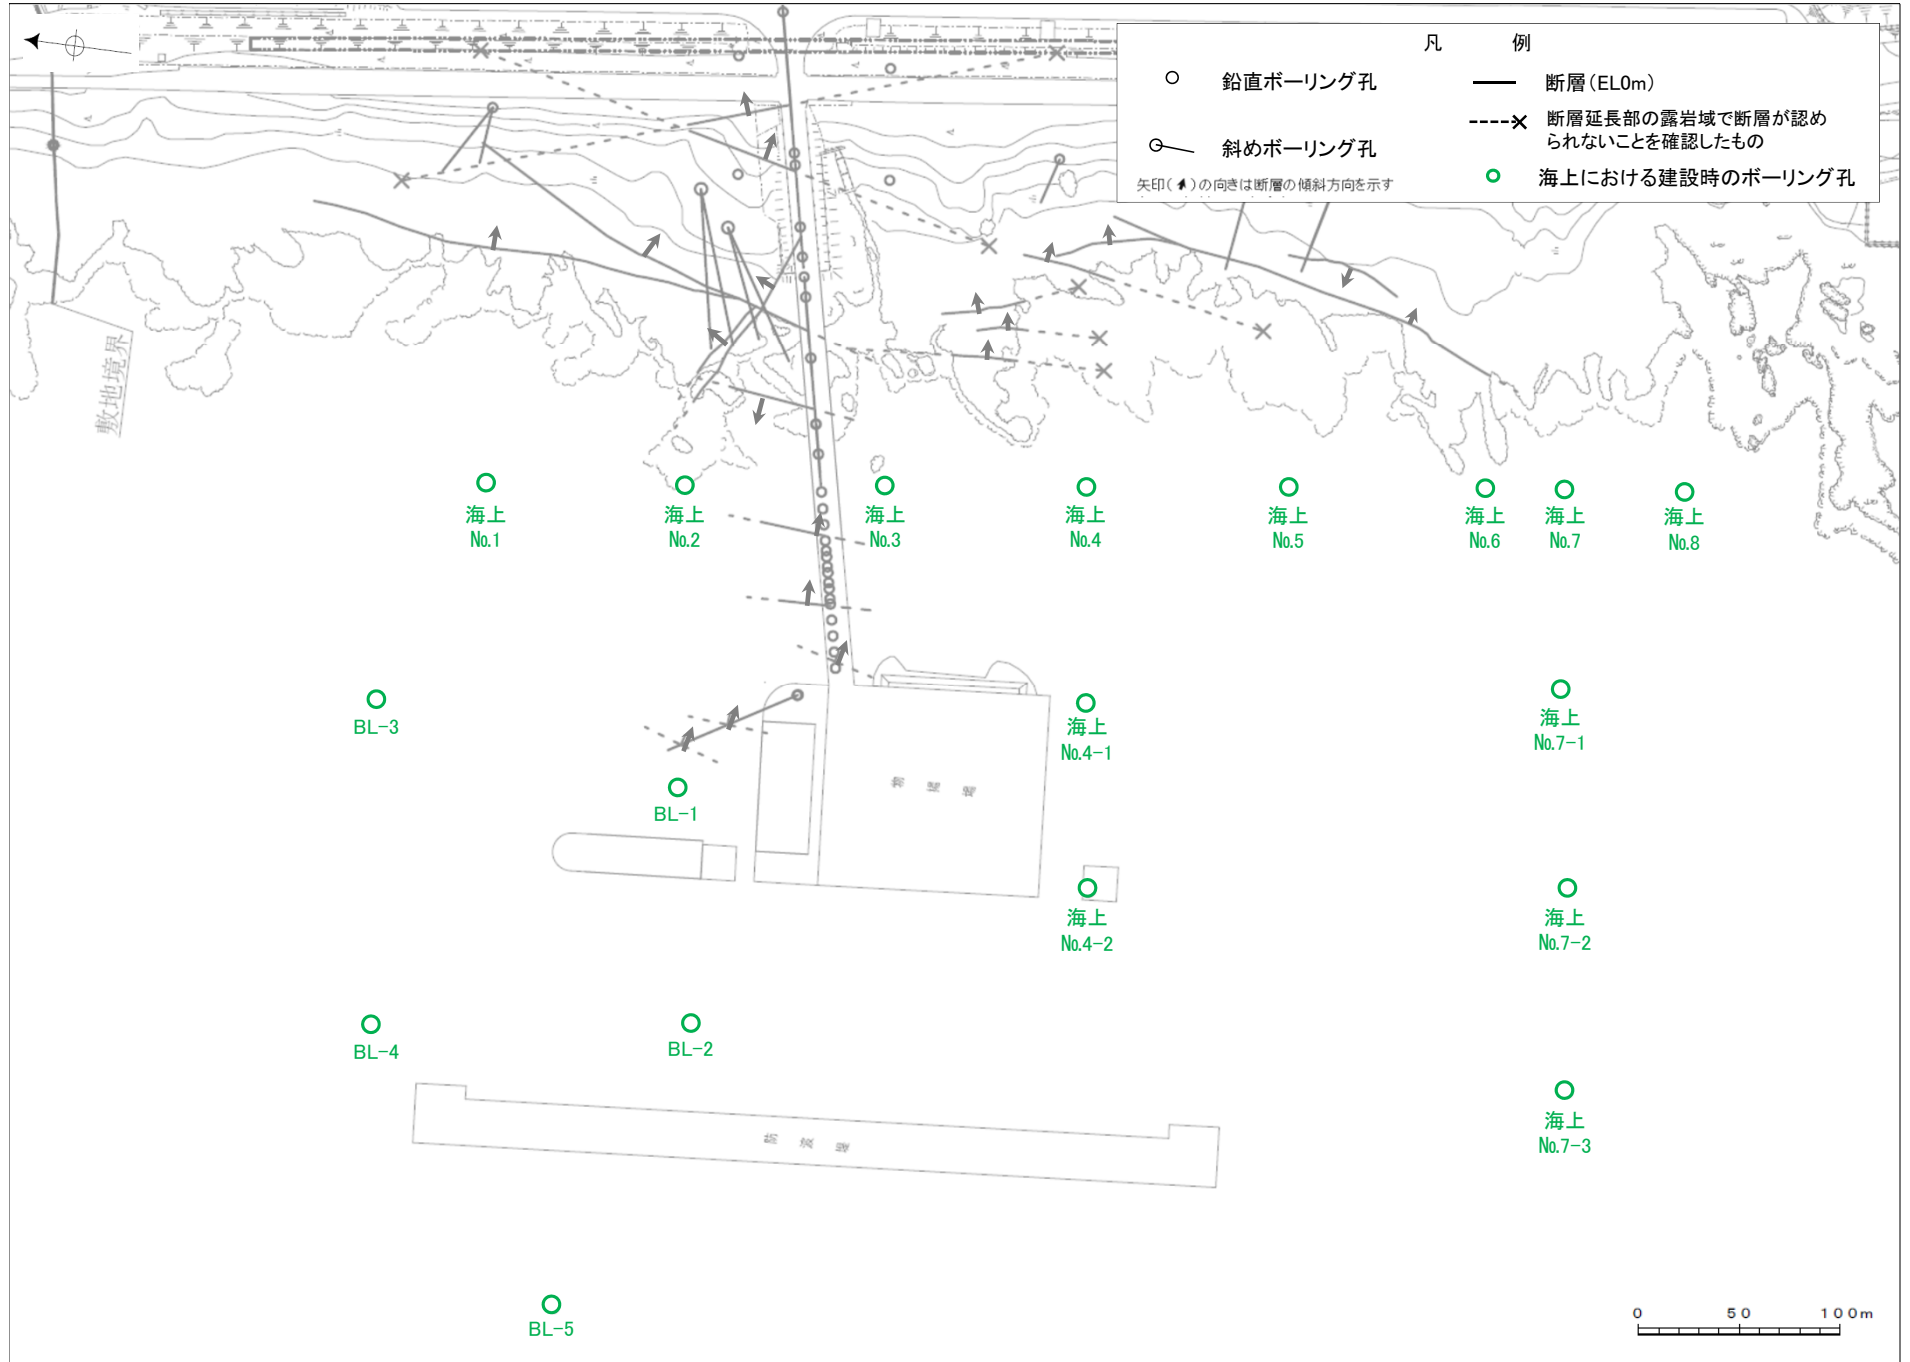 凡 例
鉛直ボーリング孔
断層(EL0m)
断層延長部の露岩域で断層が認め
られないことを確認したもの
斜めボーリング孔
矢印( )の向きは断層の傾斜方向を示す
海上における建設時のボーリング孔
敷地境界
海上
No.1
海上
No.2
海上
No.3
海上
No.4
海上
No.5
海上
No.6
海上
No.7
海上
No.8
BL-3
海上
No.4-1
海上
No.7-1
BL-1
物揚場
海上
No.4-2
海上
No.7-2
BL-4
BL-2
海上
No.7-3
防波堤
BL-5
0 50 100m